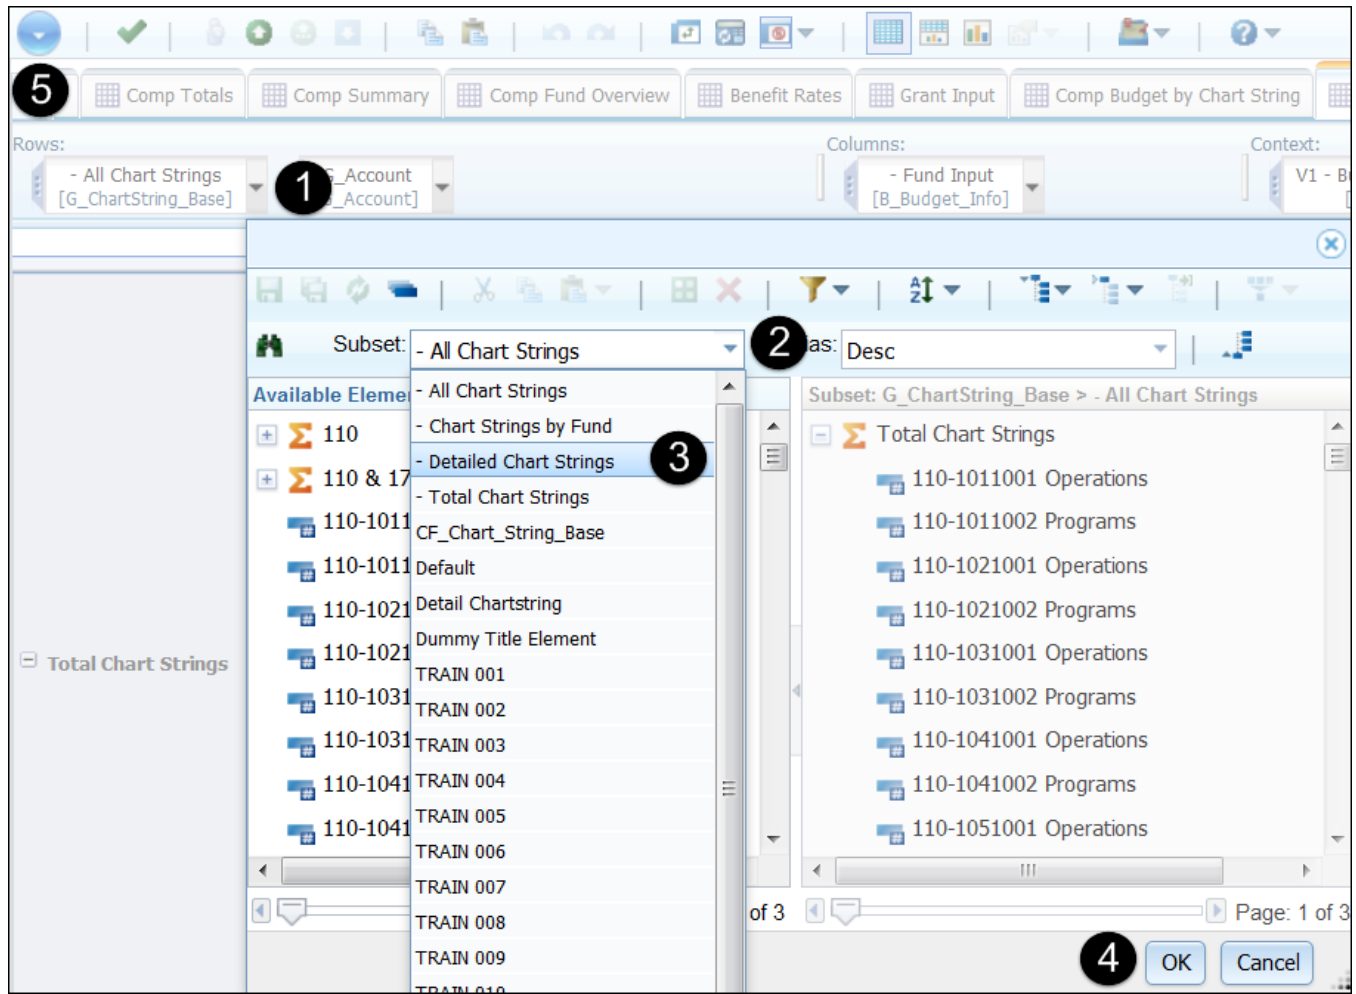 5
Comp Totals
Comp Summary
Comp Fund Overview
Benefit Rates
Grant Input
Comp Budget by Chart String
Rows:
Columns:
Context:
- All Chart Strings
[G_ChartString_Base]
1
G_Account
_Account]
- Fund Input
[B_Budget_Info]
V1 - B
[
Subset:
- All Chart Strings
2
as:
Desc
Available Eleme
Subset: G_ChartString_Base > - All Chart Strings
110
110 & 17
110-1011
110-1011
110-1021
110-1021
110-1031
110-1031
110-1041
110-1041
- All Chart Strings
- Chart Strings by Fund
- Detailed Chart Strings
3
- Total Chart Strings
CF_Chart_String_Base
Default
Detail Chartstring
Dummy Title Element
TRAIN 001
TRAIN 002
TRAIN 003
TRAIN 004
TRAIN 005
TRAIN 006
TRAIN 007
TRAIN 008
TRAIN 009
TRAIN 010
Total Chart Strings
110-1011001 Operations
110-1011002 Programs
110-1021001 Operations
110-1021002 Programs
110-1031001 Operations
110-1031002 Programs
110-1041001 Operations
110-1041002 Programs
110-1051001 Operations
Total Chart Strings
of 3
Page: 1 of 3
4
OK
Cancel